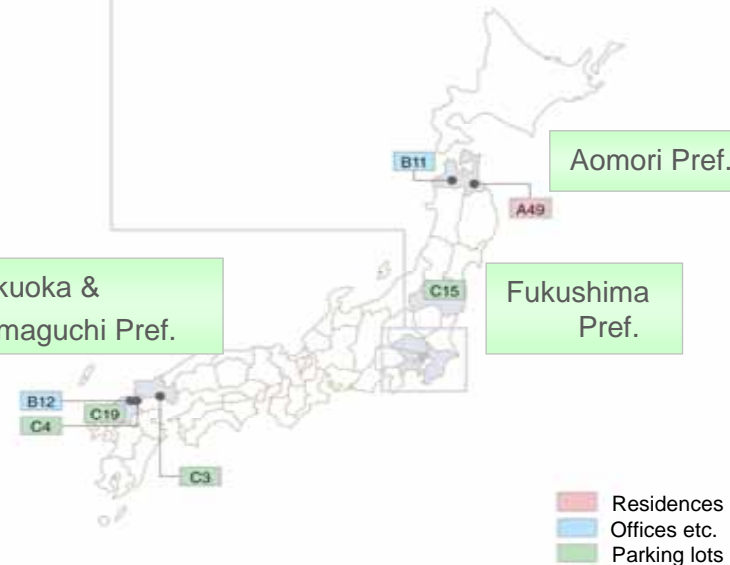 B11
Aomori Pref.
A49
kuoka &
maguchi Pref.
C15
Fukushima
Pref.
B12
C19
C4
C3
Residences
Offices etc.
Parking lots